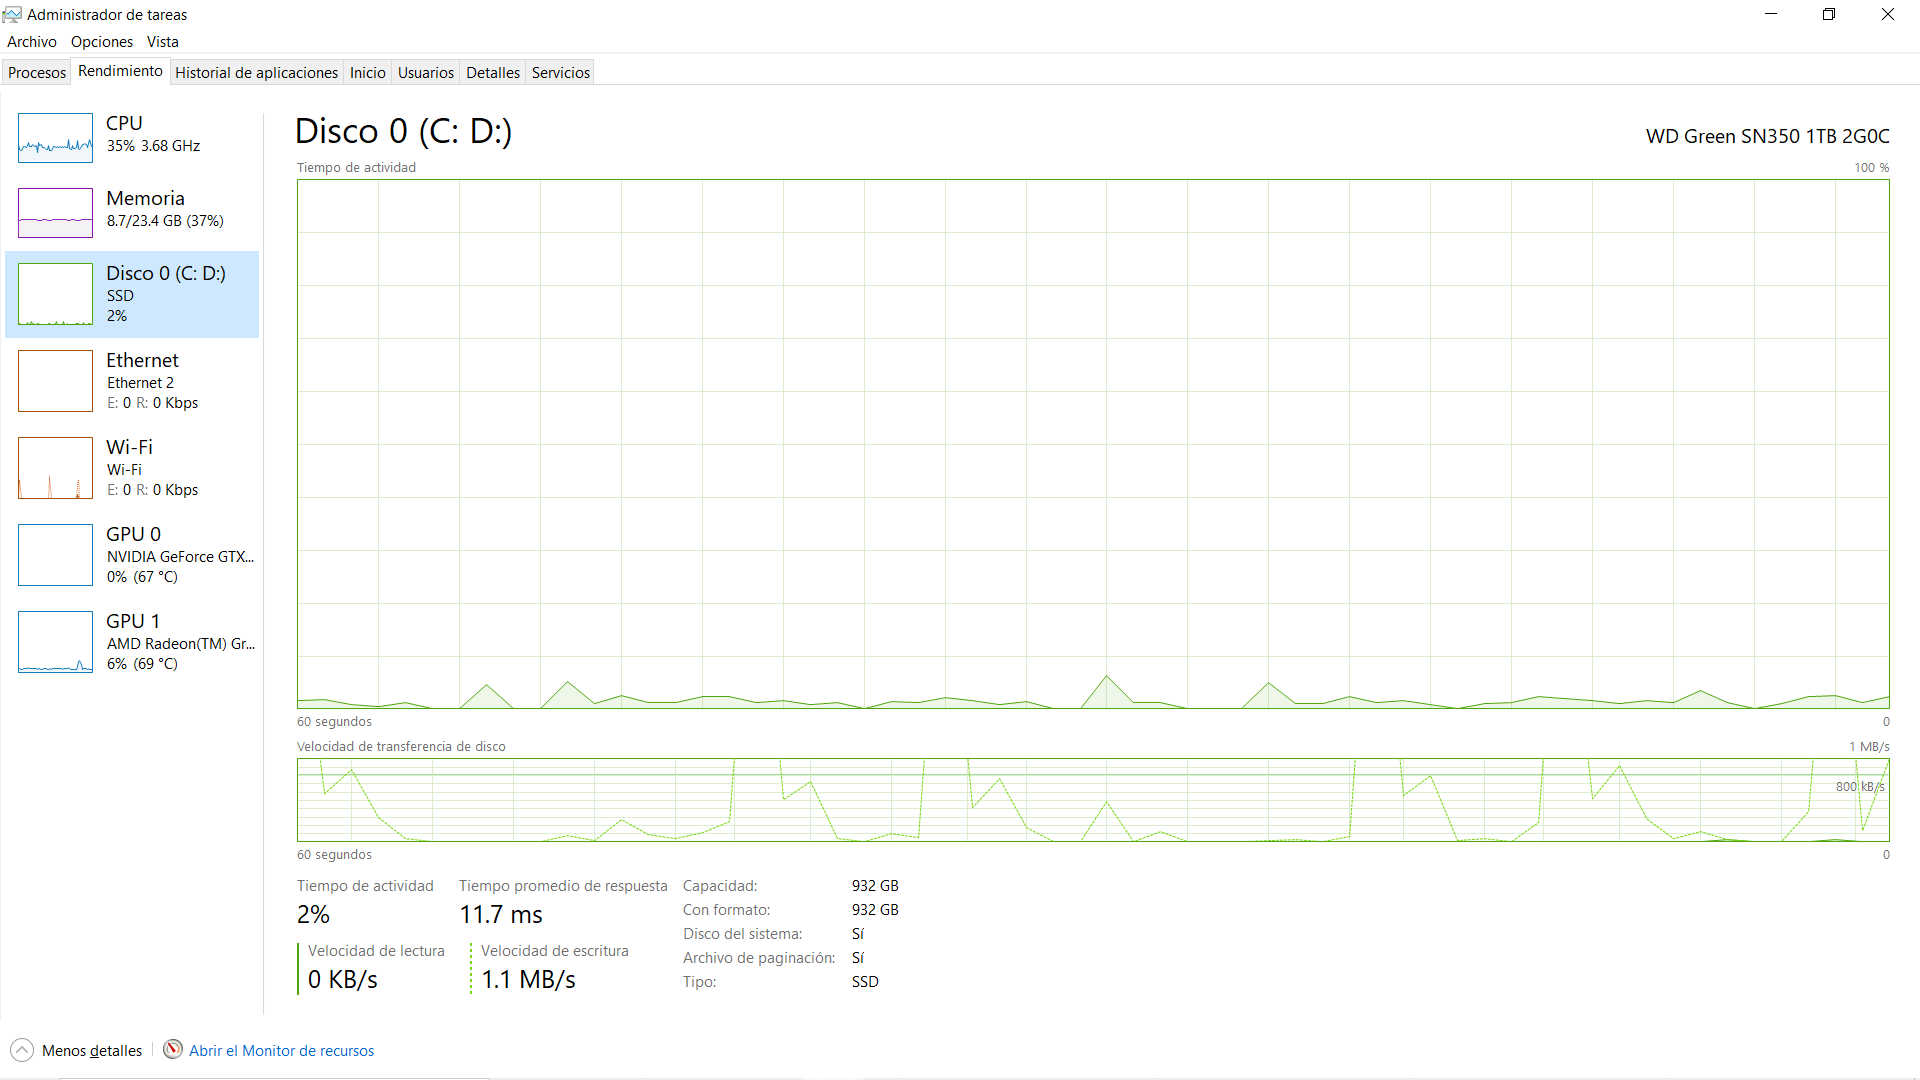 Administrador de tareas
Archivo Opciones Vista
Procesos Rendimiento Historial de aplicaciones Inicio Usuarios Detalles Servicios
CPU
35% 3.68 GHz
Memoria
8.7/23.4 GB (37%)
Disco 0 (C: D:)
SSD
2%
Ethernet
Ethernet 2
E: 0 R: 0 Kbps
Wi-Fi
Wi-Fi
E: 0 R: 0 Kbps
GPU 0
NVIDIA GeForce GTX...
0% (67 °C)
GPU 1
AMD Radeon(TM) Gr...
6% (69 °C)
Disco 0 (C: D:)
WD Green SN350 1TB 2G0C
Tiempo de actividad
100 %
60 segundos
0
Velocidad de transferencia de disco
1 MB/s
800 kB/s
60 segundos
0
Tiempo de actividad
2%
Tiempo promedio de respuesta
11.7 ms
Velocidad de lectura
0 KB/s
Velocidad de escritura
1.1 MB/s
Capacidad: 932 GB
Con formato: 932 GB
Disco del sistema: Sí
Archivo de paginación: Sí
Tipo: SSD
Menos detalles
Abrir el Monitor de recursos